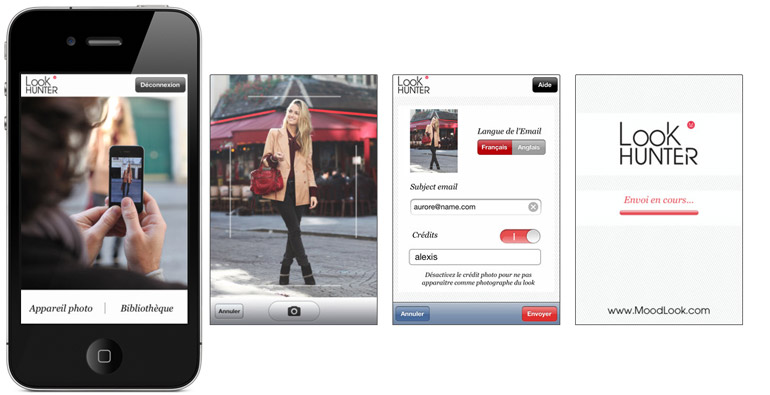 Look
HUNTER
Déconnexion
Appareil photo | Bibliothèque
Annuler
Look
HUNTER
Aide
Langue de l'Email
Français Anglais
Subject email
aurore@name.com
Crédits
alexis
Désactivez le crédit photo pour ne pas
apparaître comme photographe du look
Annuler Envoyer
Look
HUNTER
Envoi en cours...
www.MoodLook.com